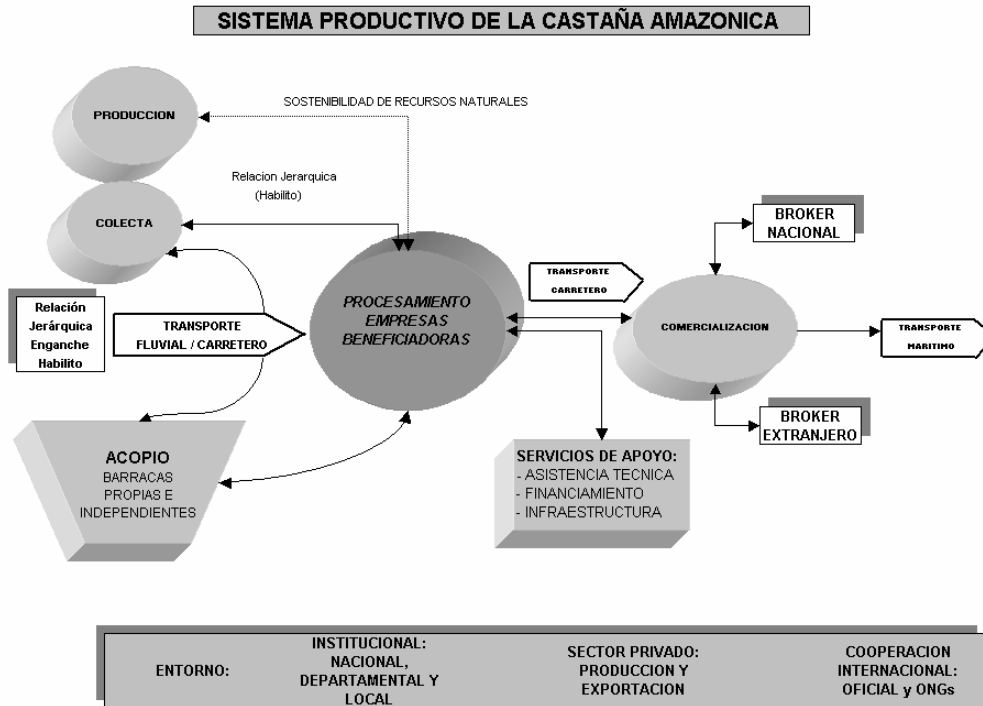 SISTEMA PRODUCTIVO DE LA CASTAÑA AMAZONICA
PRODUCCION
SOSTENIBILIDAD DE RECURSOS NATURALES
Relacion Jerarquica
(Habilito)
COLECTA
BROKER
NACIONAL
Relación
Jerárquica
Enganche
Habilito
TRANSPORTE
FLUVIAL / CARRETERO
PROCESAMIENTO
EMPRESAS
BENEFICIADORAS
TRANSPORTE
CARRETERO
COMERCIALIZACION
TRANSPORTE
MARITIMO
BROKER
EXTRANJERO
ACOPIO
BARRACAS
PROPIAS E
INDEPENDIENTES
SERVICIOS DE APOYO:
- ASISTENCIA TECNICA
- FINANCIAMIENTO
- INFRAESTRUCTURA
ENTORNO:
INSTITUCIONAL:
NACIONAL,
DEPARTAMENTAL Y
LOCAL
SECTOR PRIVADO:
PRODUCCION Y
EXPORTACION
COOPERACION
INTERNACIONAL:
OFICIAL y ONGs